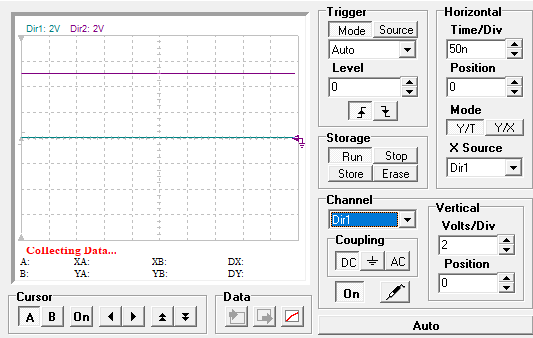 Dir1: 2V Dir2: 2V
Collecting Data...
A: XA: XB: DX:
B: YA: YB: DY:
Cursor
A B On
Data
Trigger
Mode Source
Auto
Level
0
Storage
Run Stop
Store Erase
Channel
Dir1
Coupling
DC AC
On
Horizontal
Time/Div
50n
Position
0
Mode
Y/T Y/X
X Source
Dir1
Vertical
Volts/Div
2
Position
0
Auto